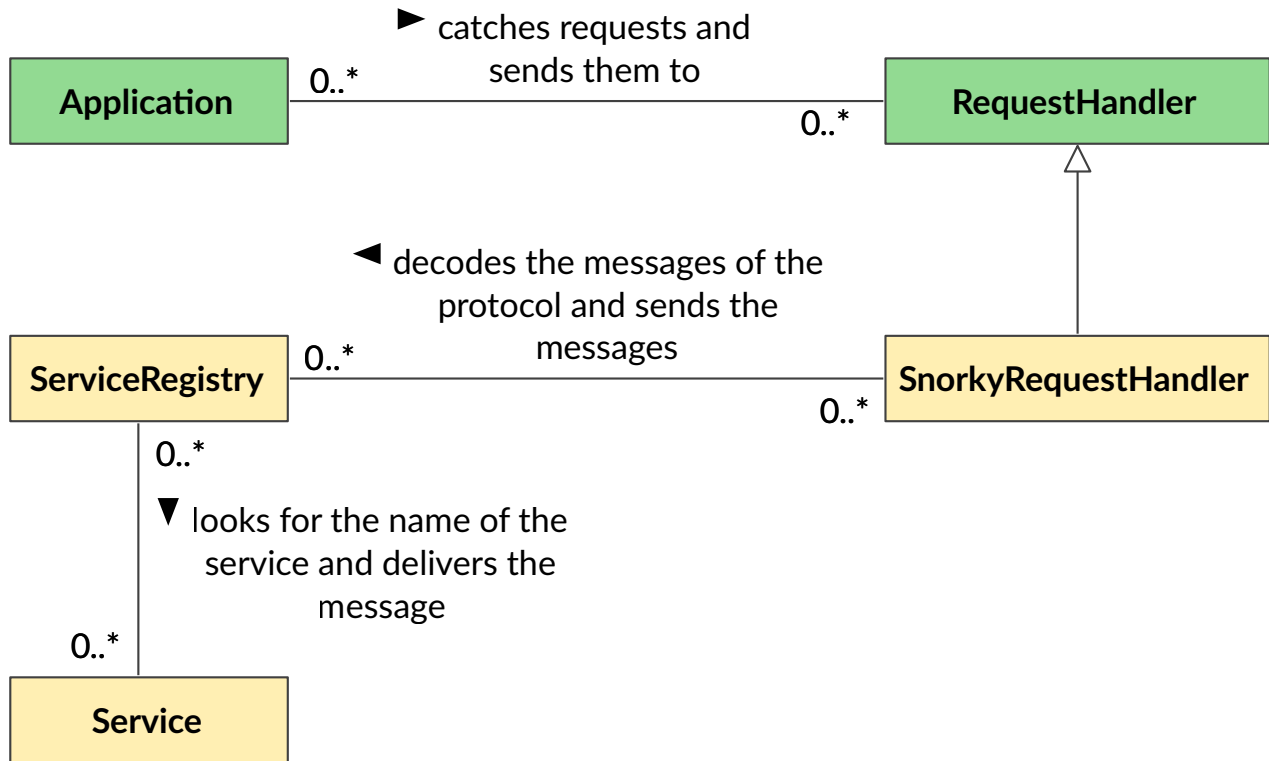 catches requests and
sends them to
0..*
Application
RequestHandler
0..*
decodes the messages of the
protocol and sends the
messages
0..*
ServiceRegistry
SnorkyRequestHandler
0..*
0..*
looks for the name of the
service and delivers the
message
0..*
Service